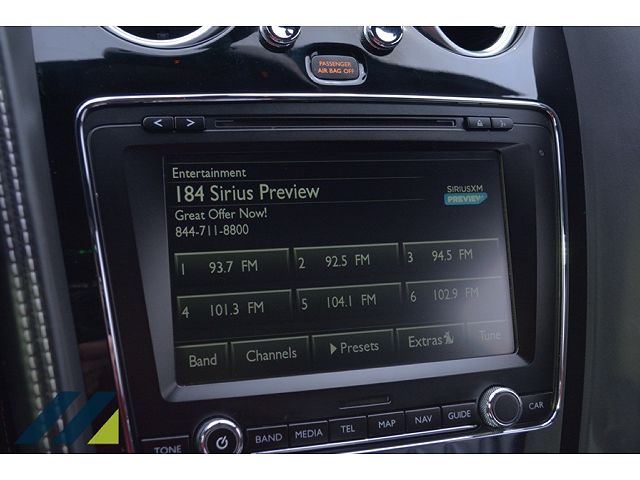 PASSENGER
AIR BAG OFF
Entertainment
184 Sirius Preview
Great Offer Now!
844-711-8800
SIRIUSXM
PREVIEW
1 93.7 FM
2 92.5 FM
3 94.5 FM
4 101.3 FM
5 104.1 FM
6 102.9 FM
Band
Channels
Presets
Extras
Tune
TONE
BAND
MEDIA
TEL
MAP
NAV
GUIDE
CAR